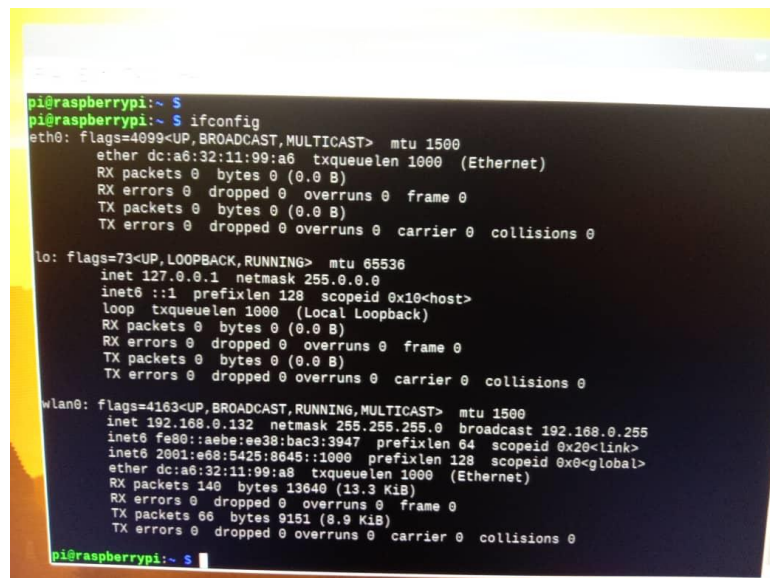 pi@raspberrypi:~ $
pi@raspberrypi:~ $ ifconfig
eth0: flags=4099<UP,BROADCAST,MULTICAST>  mtu 1500
        ether dc:a6:32:11:99:a6  txqueuelen 1000  (Ethernet)
        RX packets 0  bytes 0 (0.0 B)
        RX errors 0  dropped 0  overruns 0  frame 0
        TX packets 0  bytes 0 (0.0 B)
        TX errors 0  dropped 0 overruns 0  carrier 0  collisions 0
lo: flags=73<UP,LOOPBACK,RUNNING>  mtu 65536
        inet 127.0.0.1  netmask 255.0.0.0
        inet6 ::1  prefixlen 128  scopeid 0x10<host>
        loop  txqueuelen 1000  (Local Loopback)
        RX packets 0  bytes 0 (0.0 B)
        RX errors 0  dropped 0  overruns 0  frame 0
        TX packets 0  bytes 0 (0.0 B)
        TX errors 0  dropped 0 overruns 0  carrier 0  collisions 0
wlan0: flags=4163<UP,BROADCAST,RUNNING,MULTICAST>  mtu 1500
        inet 192.168.0.132  netmask 255.255.255.0  broadcast 192.168.0.255
        inet6 fe80::aebe:ee38:bac3:3947  prefixlen 64  scopeid 0x20<link>
        inet6 2001:e68:5425:8645::1000  prefixlen 128  scopeid 0x0<global>
        ether dc:a6:32:11:99:a8  txqueuelen 1000  (Ethernet)
        RX packets 140  bytes 13640 (13.3 KiB)
        RX errors 0  dropped 0  overruns 0  frame 0
        TX packets 66  bytes 9151 (8.9 KiB)
        TX errors 0  dropped 0 overruns 0  carrier 0  collisions 0
pi@raspberrypi:~ $